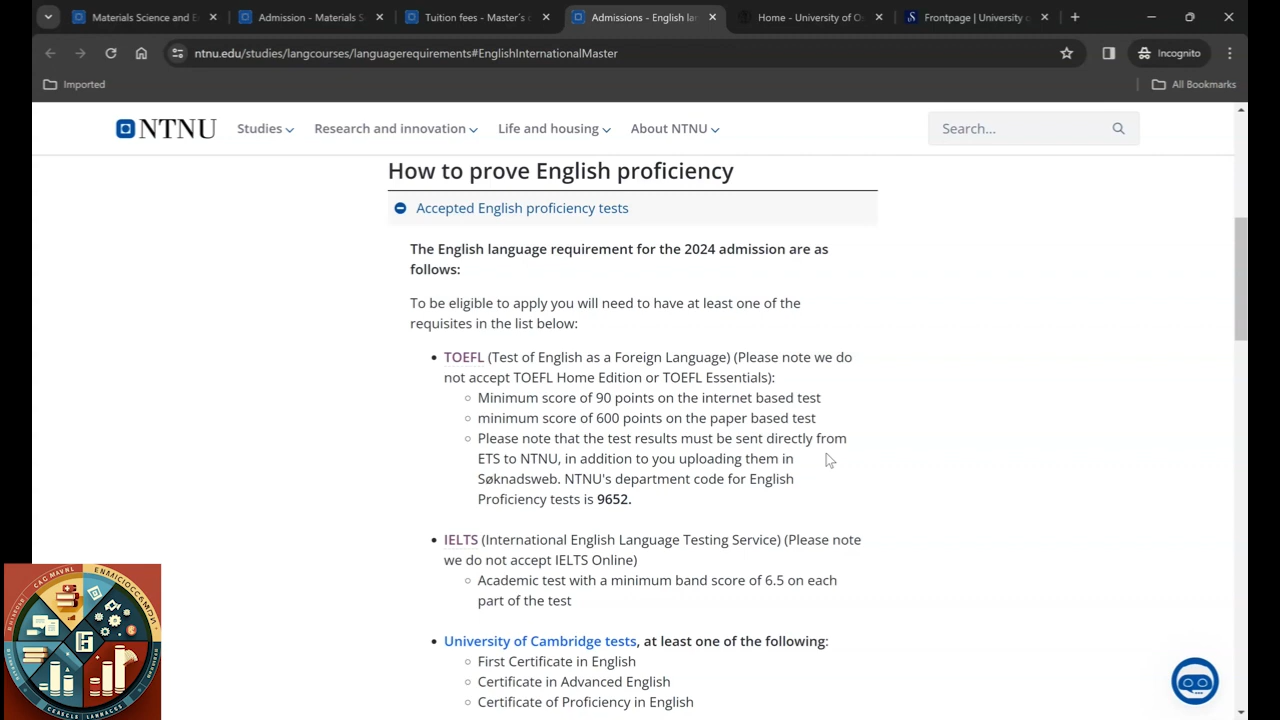 Materials Science and E
Admission - Materials S
Tuition fees - Master's c
Admissions - English lan
Home - University of Os
Frontpage | University o
ntnu.edu/studies/langcourses/languagerequirements#EnglishInternationalMaster
Incognito
Imported
All Bookmarks
NTNU
Studies
Research and innovation
Life and housing
About NTNU
Search...
How to prove English proficiency
Accepted English proficiency tests
The English language requirement for the 2024 admission are as
follows:
To be eligible to apply you will need to have at least one of the
requisites in the list below:
• TOEFL (Test of English as a Foreign Language) (Please note we do
not accept TOEFL Home Edition or TOEFL Essentials):
○ Minimum score of 90 points on the internet based test
○ minimum score of 600 points on the paper based test
○ Please note that the test results must be sent directly from
ETS to NTNU, in addition to you uploading them in
Søknadsweb. NTNU's department code for English
Proficiency tests is 9652.
• IELTS (International English Language Testing Service) (Please note
we do not accept IELTS Online)
○ Academic test with a minimum band score of 6.5 on each
part of the test
• University of Cambridge tests, at least one of the following:
○ First Certificate in English
○ Certificate in Advanced English
○ Certificate of Proficiency in English